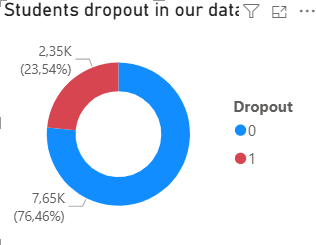 Students dropout in our data
2,35K
(23,54%)
Dropout
0
1
7,65K
(76,46%)